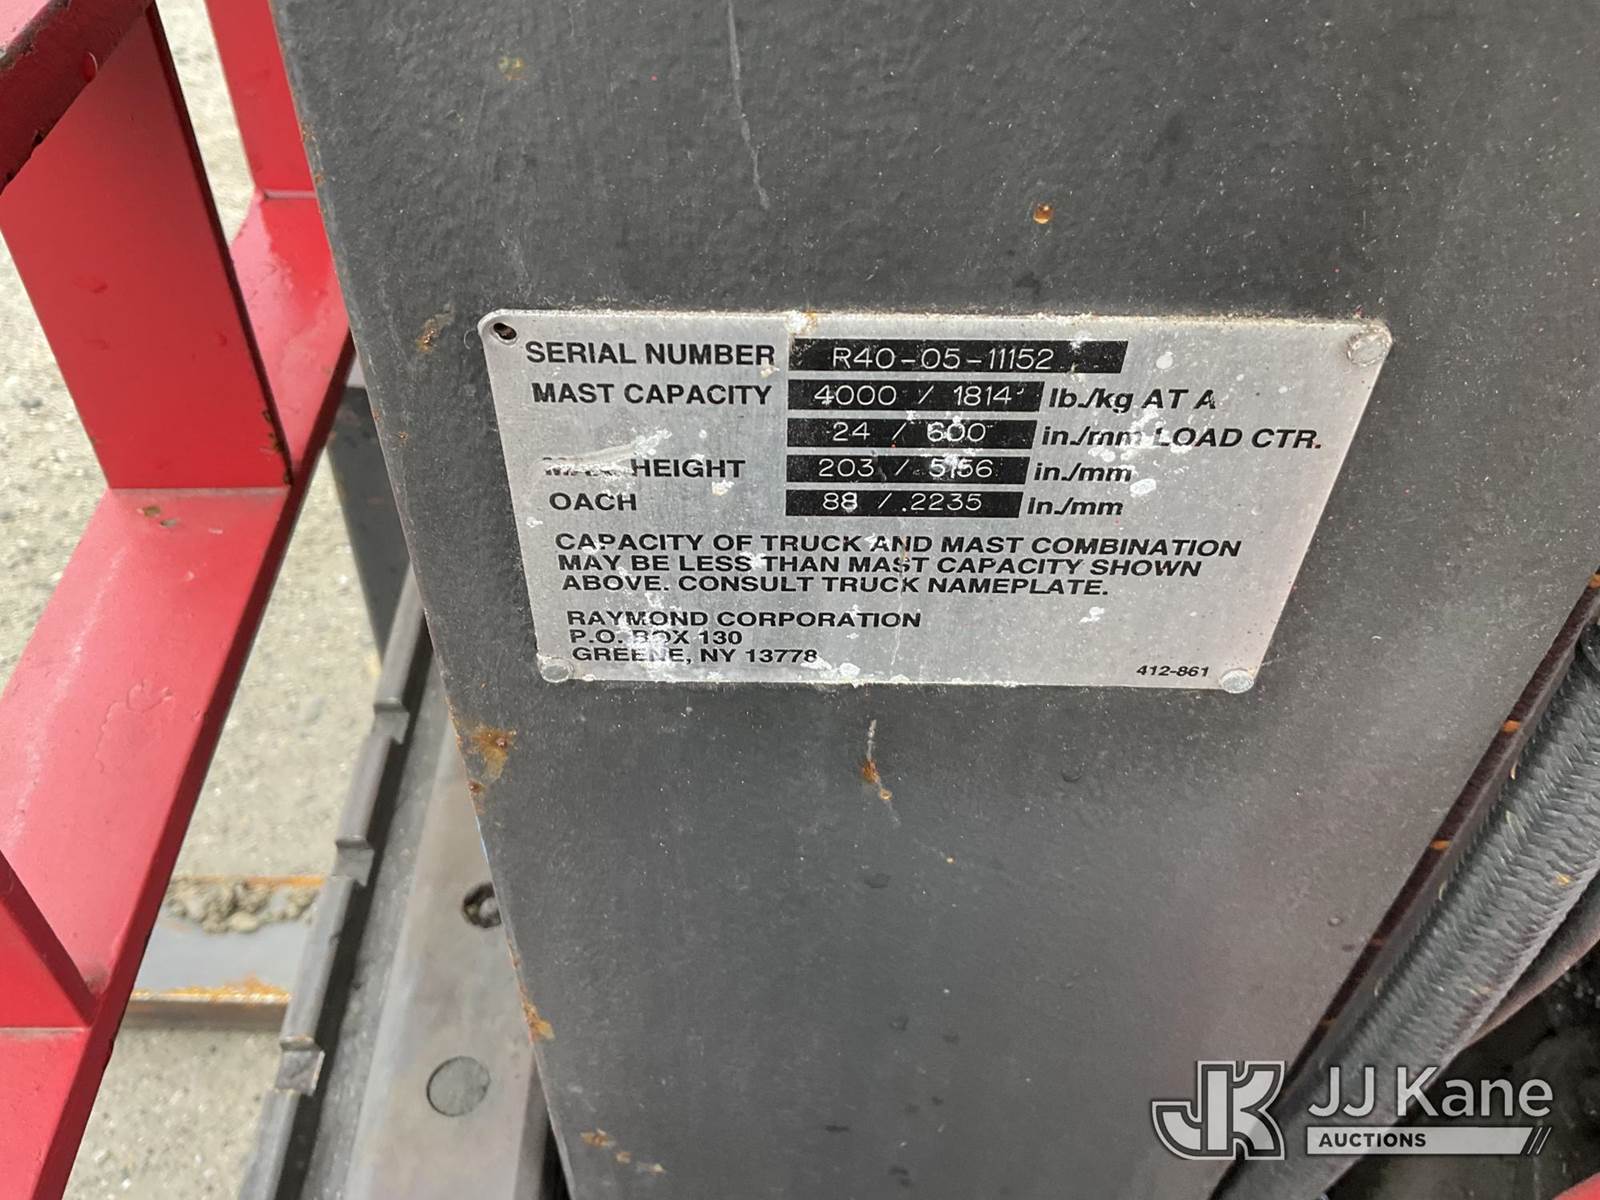 SERIAL NUMBER R40-05-11152
MAST CAPACITY 4000 / 1814 lb./kg AT A
24 / 600 in./mm LOAD CTR.
HEIGHT 203 / 5156 in./mm
OACH 88 / 2235 in./mm
CAPACITY OF TRUCK AND MAST COMBINATION
MAY BE LESS THAN MAST CAPACITY SHOWN
ABOVE. CONSULT TRUCK NAMEPLATE.
RAYMOND CORPORATION
P.O. BOX 130
GREENE, NY 13778
412-861
JK JJ Kane
AUCTIONS